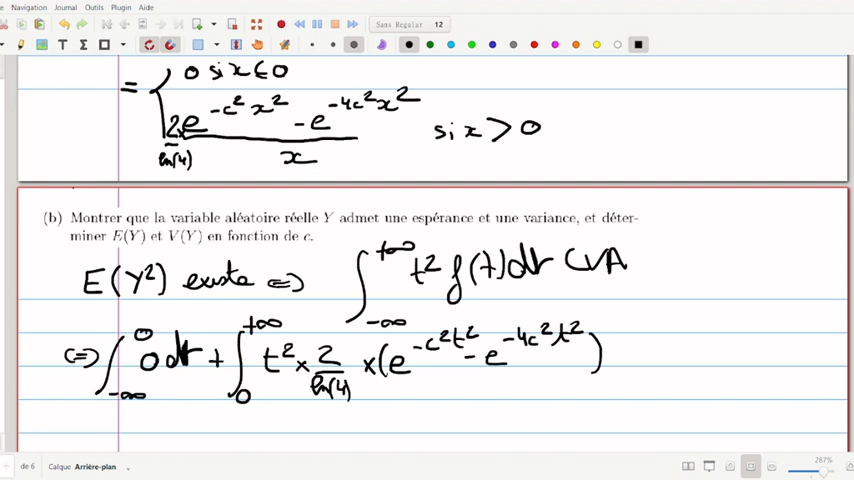 Navigation Journal Outils Plugin Aide
Sans Regular 12
= { 0 si x ≤ 0
2/ln(4) × (e^{-c²x²} - e^{-4c²x²})/x si x > 0
(b) Montrer que la variable aléatoire réelle Y admet une espérance et une variance, et déter-
miner E(Y) et V(Y) en fonction de c.
E(Y²) existe ⇔ ∫_{-∞}^{+∞} t² f(t)dt CVA
⇔ ∫_{-∞}^{0} 0 dt + ∫_{0}^{+∞} t² × 2/ln(4) × (e^{-c²t²} - e^{-4c²t²})
de 6 Calque Arrière-plan 287%